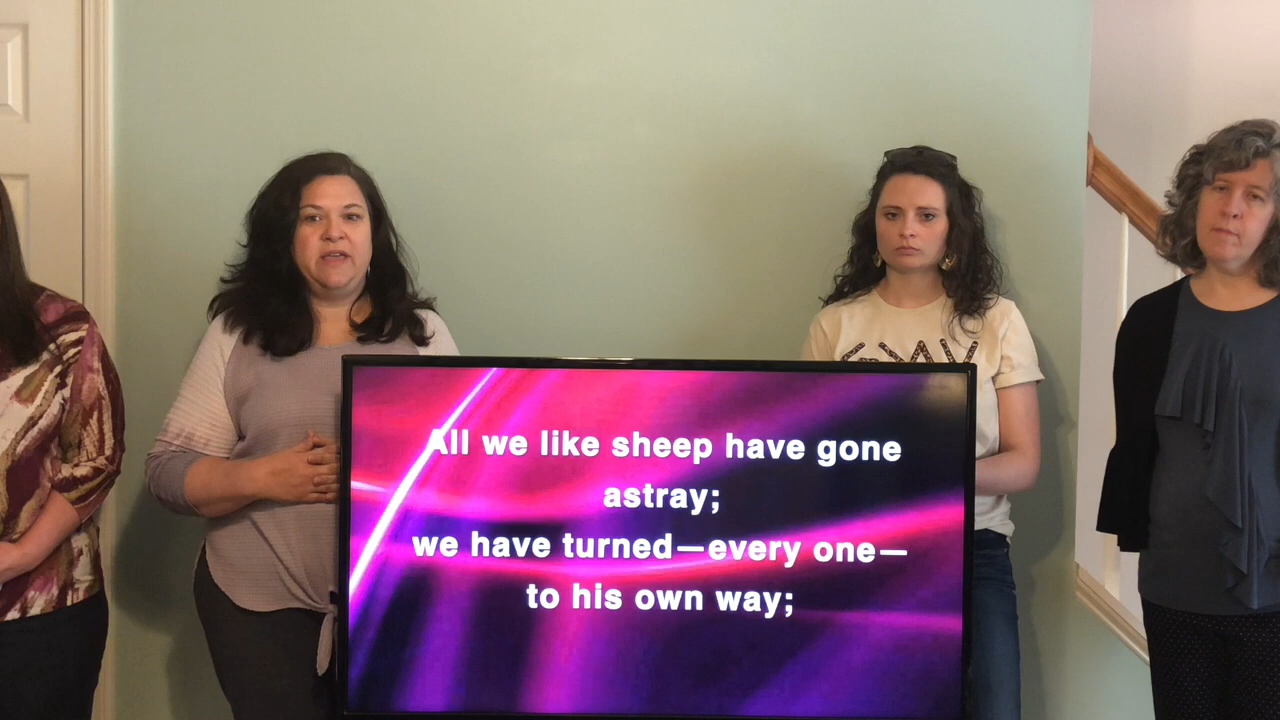 All we like sheep have gone
astray;
we have turned—every one—
to his own way;